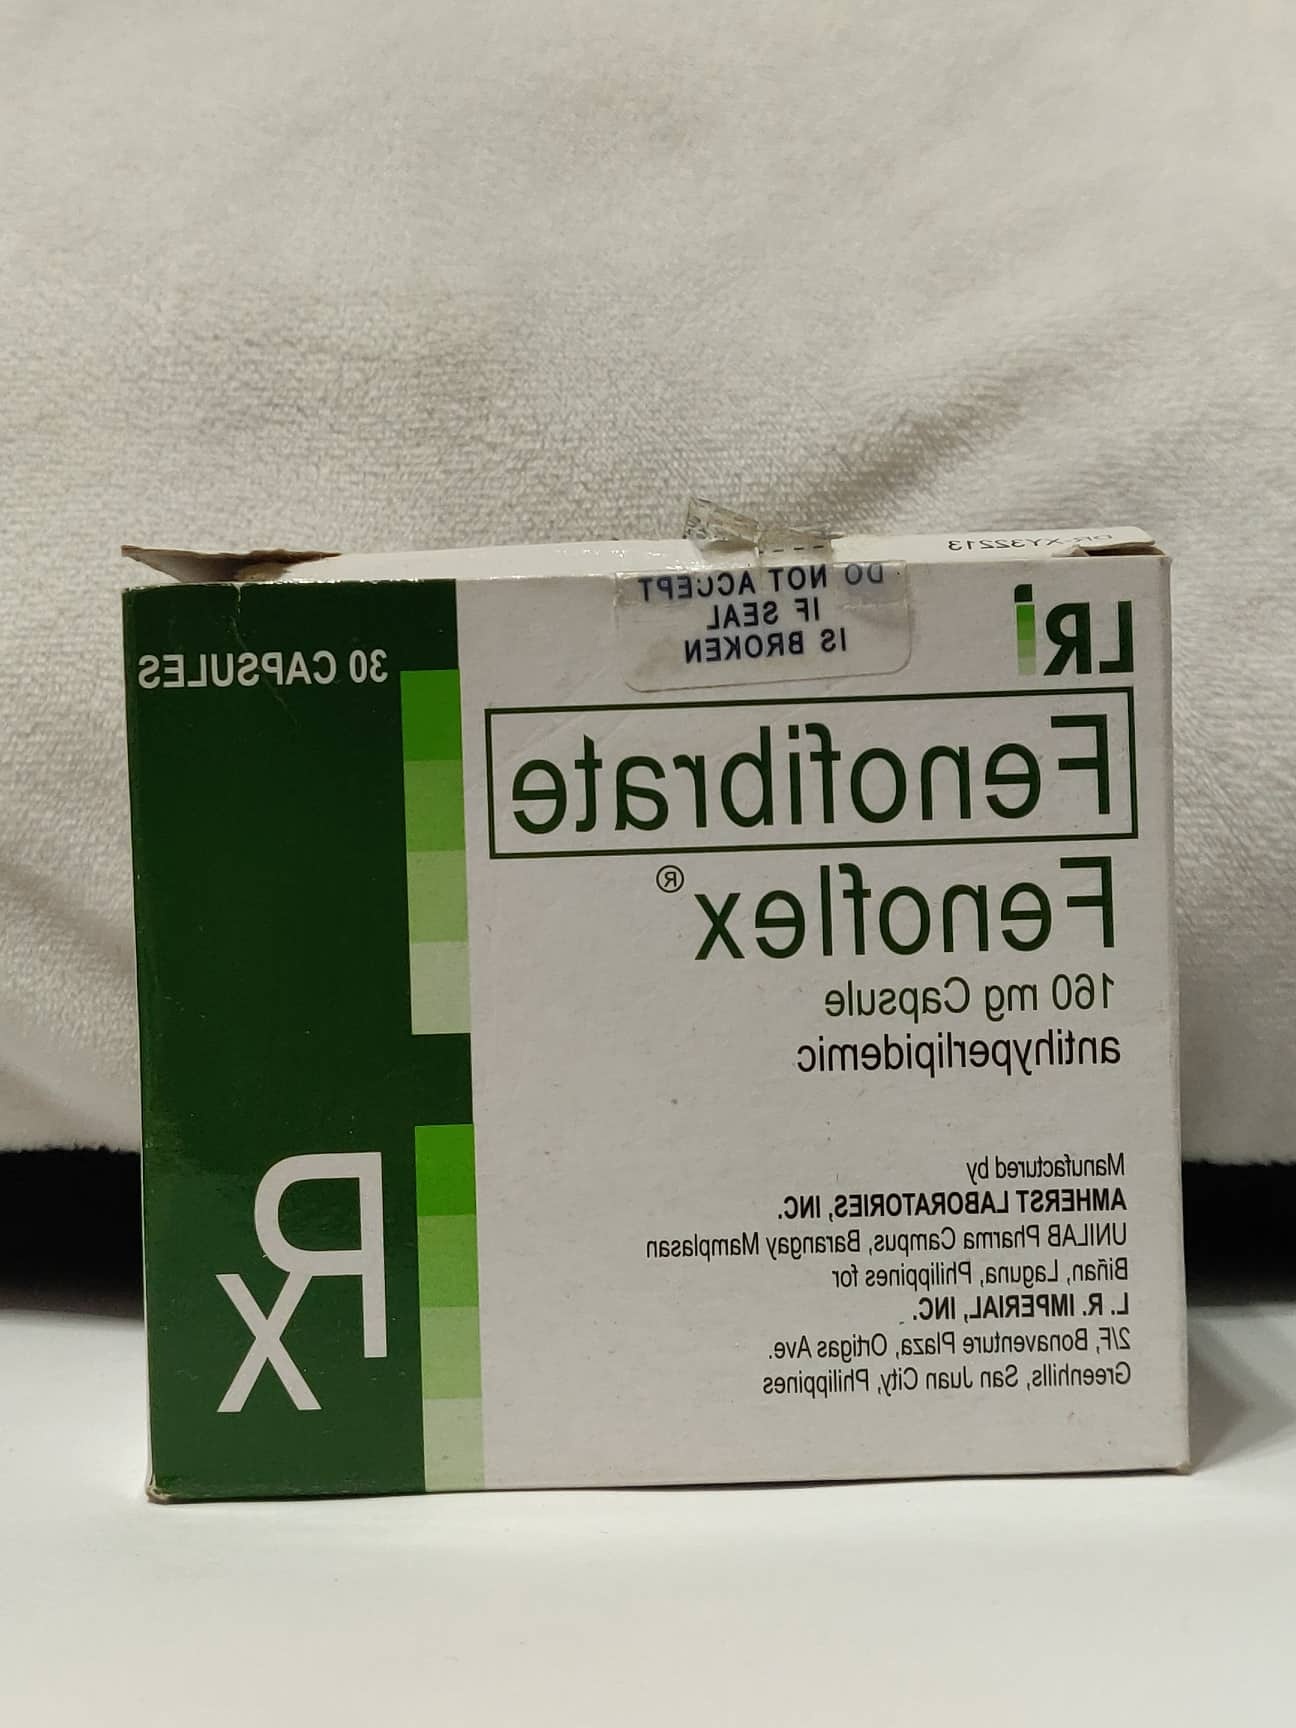 DR-XY32213
DO NOT ACCEPT
IF SEAL
IS BROKEN
LRi
30 CAPSULES
Fenofibrate
Fenoflex®
160 mg Capsule
antihyperlipidemic
Manufactured by
AMHERST LABORATORIES, INC.
UNILAB Pharma Campus, Barangay Mamplasan
Biñan, Laguna, Philippines for
L. R. IMPERIAL, INC.
2/F, Bonaventure Plaza, Ortigas Ave.
Greenhills, San Juan City, Philippines
Rx